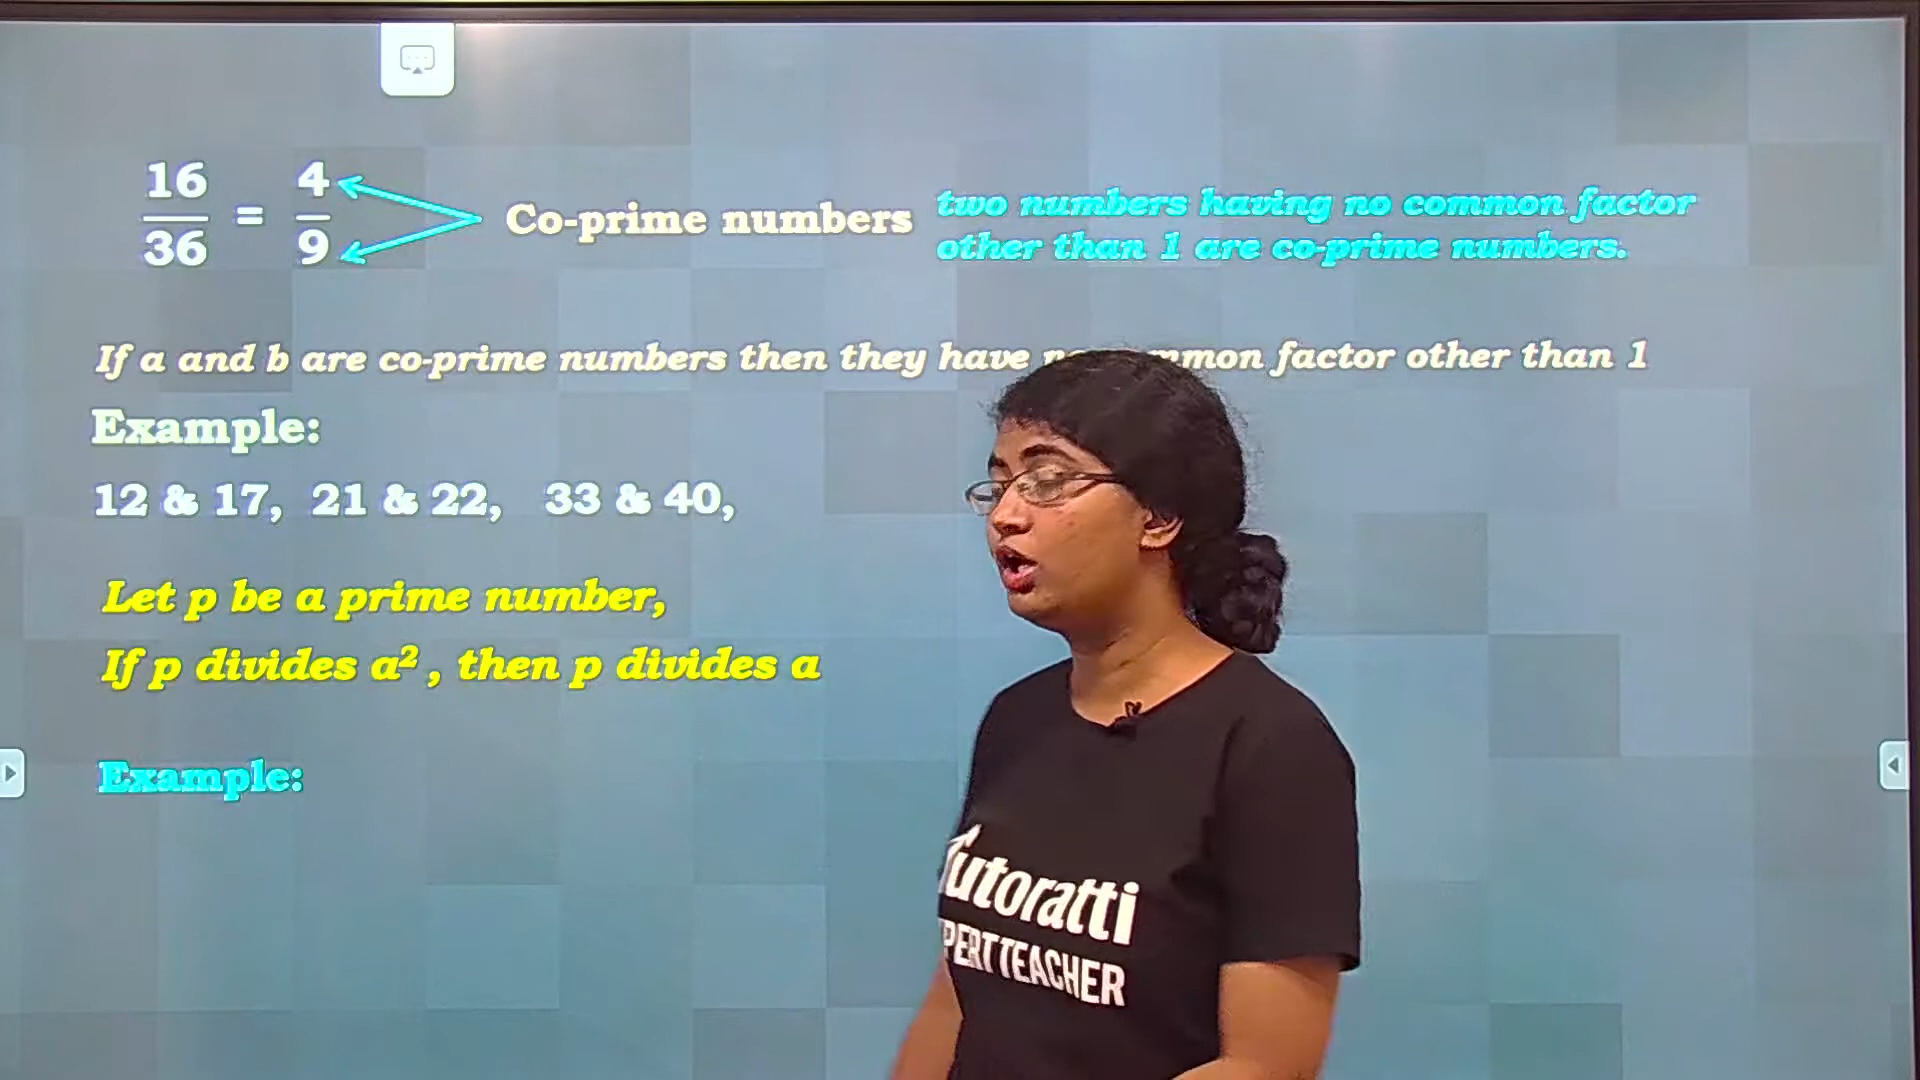 16/36 = 4/9
Co-prime numbers
two numbers having no common factor
other than 1 are co-prime numbers.
If a and b are co-prime numbers then they have factor other than 1
Example:
12 & 17, 21 & 22, 33 & 40,
Let p be a prime number,
If p divides a², then p divides a
Example:
Tutoratti
TEACHER